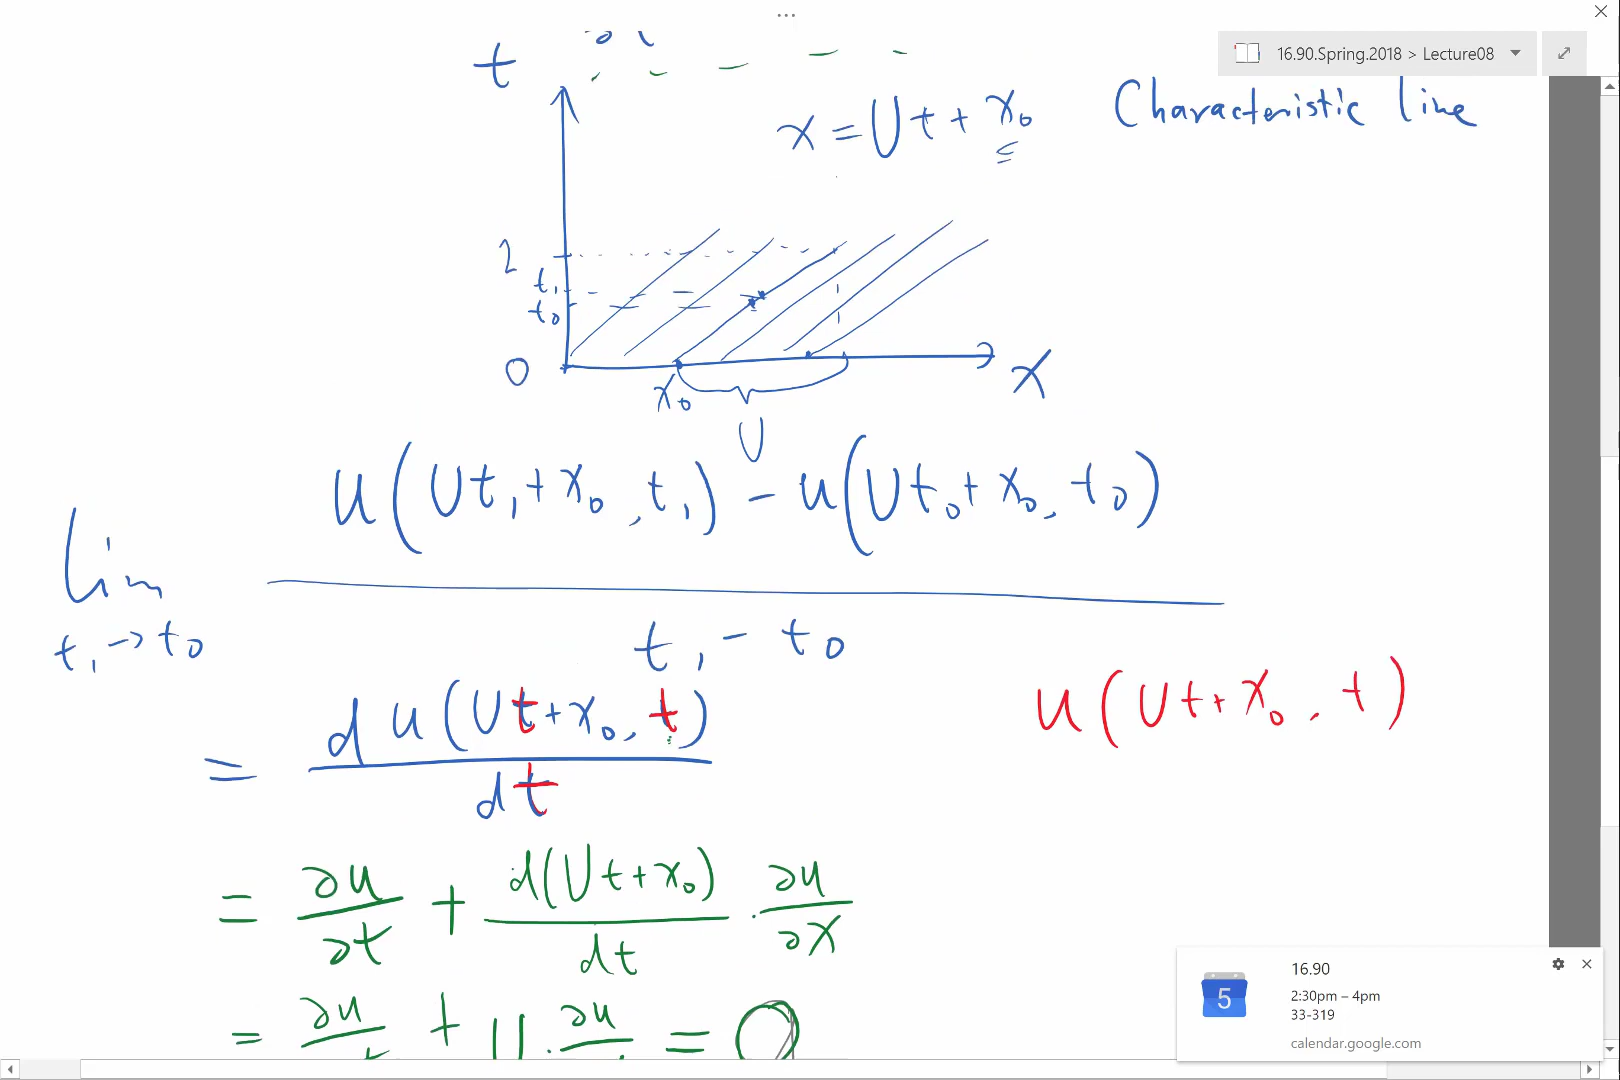 16.90.Spring.2018 > Lecture08
t
x = Ut + x₀
Characteristic line
2
t₁
t₀
0
x₀
x
U
u(Ut₁+x₀, t₁) − u(Ut₀+x₀, t₀)
lim
t₁→t₀
t₁ − t₀
u(Ut+x₀, t)
= du(Ut+x₀, t)
dt
= ∂u/∂t + d(Ut+x₀)/dt · ∂u/∂x
= ∂u + U · ∂u = 0
16.90
2:30pm – 4pm
33-319
calendar.google.com
5